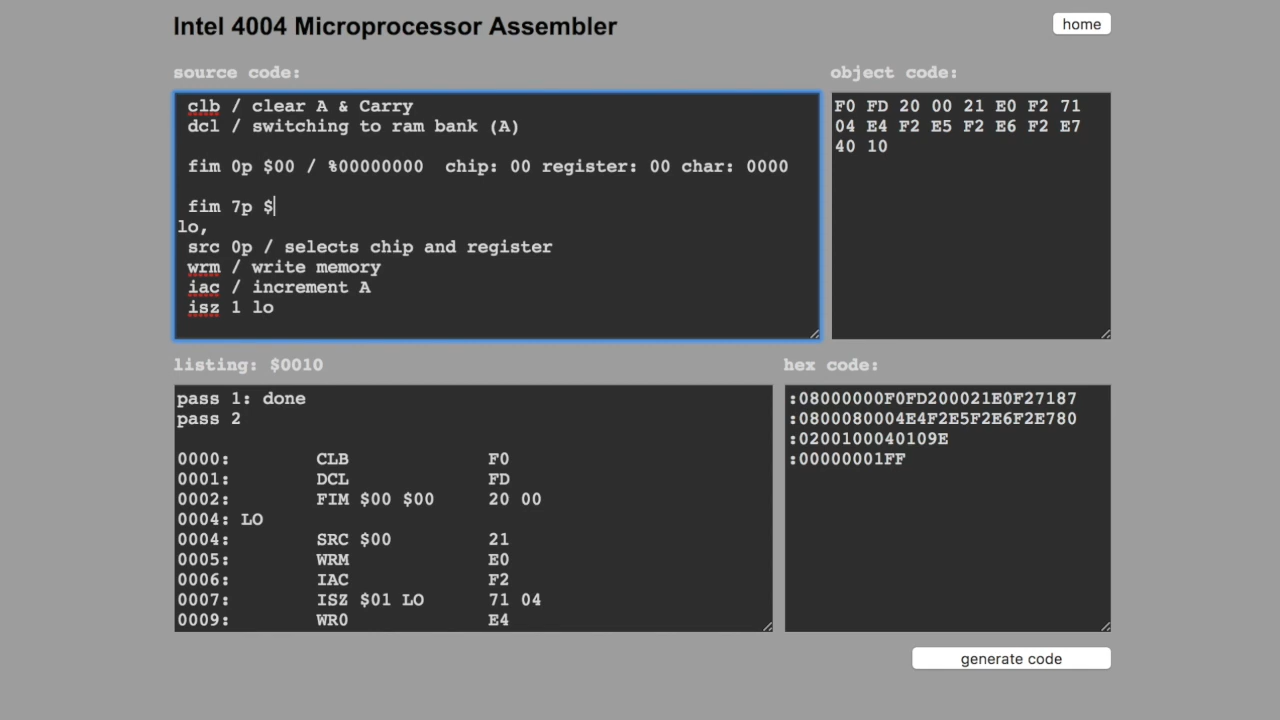 Intel 4004 Microprocessor Assembler
home
source code:
clb / clear A & Carry
dcl / switching to ram bank (A)
fim 0p $00 / %00000000  chip: 00 register: 00 char: 0000
fim 7p $
lo,
src 0p / selects chip and register
wrm / write memory
iac / increment A
isz 1 lo
object code:
F0 FD 20 00 21 E0 F2 71
04 E4 F2 E5 F2 E6 F2 E7
40 10
listing: $0010
pass 1: done
pass 2
0000:        CLB             F0
0001:        DCL             FD
0002:        FIM $00 $00     20 00
0004: LO
0004:        SRC $00         21
0005:        WRM             E0
0006:        IAC             F2
0007:        ISZ $01 LO      71 04
0009:        WR0             E4
hex code:
:08000000F0FD200021E0F27187
:0800080004E4F2E5F2E6F2E780
:0200100040109E
:00000001FF
generate code